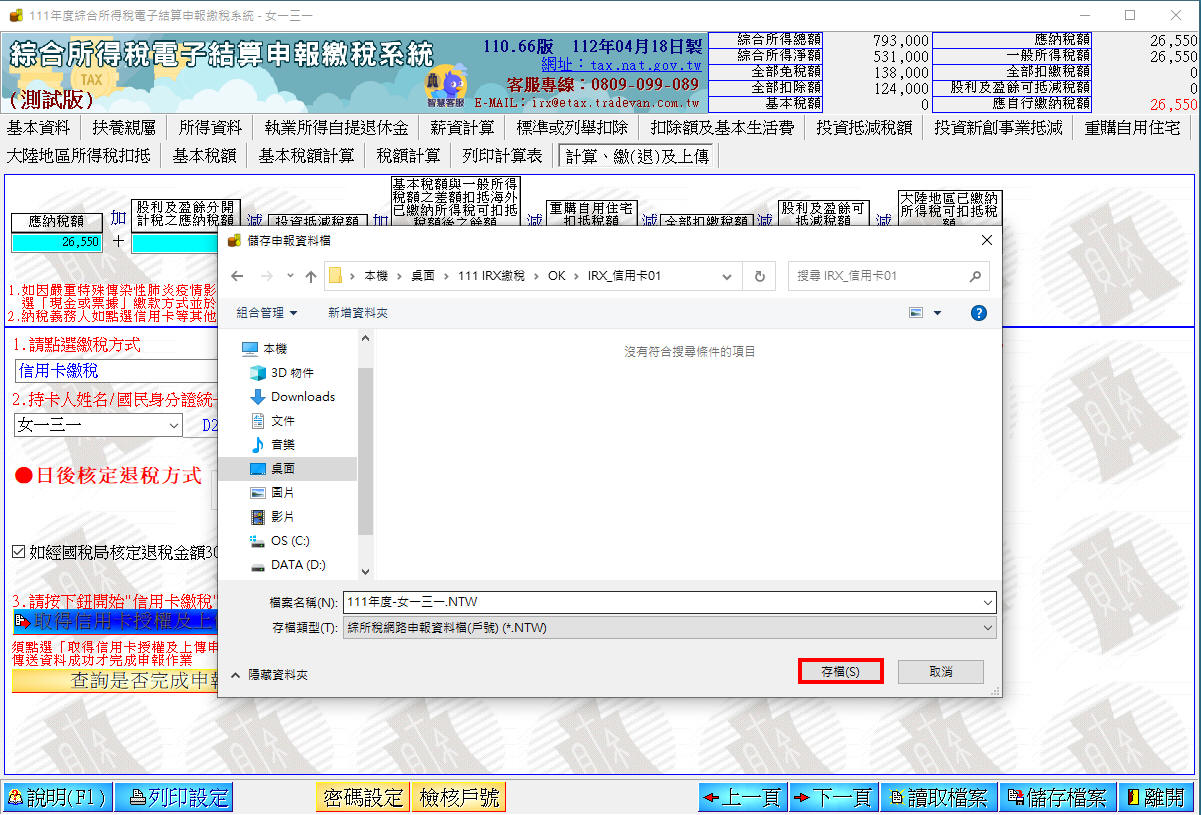 111年度綜合所得稅電子結算申報繳稅系統 - 女一三一
綜合所得稅電子結算申報繳稅系統
TAX
(測試版)
110.66版 112年04月18日製
網址：tax.nat.gov.tw
客服專線：0809-099-089
E-MAIL：irx@etax.tradevan.com.tw
智慧客服
綜合所得總額 793,000 應納稅額 26,550
綜合所得淨額 531,000 一般所得稅額 26,550
全部免稅額 138,000 全部扣繳稅額 0
全部扣除額 124,000 股利及盈餘可抵減稅額 0
基本稅額 0 應自行繳納稅額 26,550
基本資料 扶養親屬 所得資料 執業所得自提退休金 薪資計算 標準或列舉扣除 扣除額及基本生活費 投資抵減稅額 投資新創事業抵減 重購自用住宅
大陸地區所得稅扣抵 基本稅額 基本稅額計算 稅額計算 列印計算表 計算、繳(退)及上傳
應納稅額
26,550
加
＋
股利及盈餘分開
計稅之應納稅額
減
投資抵減稅額
加
基本稅額與一般所得
稅額之差額扣抵海外
已繳納所得稅可扣抵
稅額後之餘額
減
重購自用住宅
扣抵稅額
減
全部扣繳稅額
減
股利及盈餘可
抵減稅額
減
大陸地區已繳納
所得稅可扣抵稅
額
1.如因嚴重特殊傳染性肺炎疫情影
選「現金或票據」繳款方式並於
2.納稅義務人如點選信用卡等其他
1.請點選繳稅方式
信用卡繳稅
2.持卡人姓名/國民身分證統一
女一三一 D2
●日後核定退稅方式
如經國稅局核定退稅金額30
3.請按下鈕開始"信用卡繳稅"
取得信用卡授權及上
須點選「取得信用卡授權及上傳申
傳送資料成功才完成申報作業
查詢是否完成申報
儲存申報資料檔
本機 › 桌面 › 111 IRX繳稅 › OK › IRX_信用卡01
搜尋 IRX_信用卡01
組合管理 新增資料夾
沒有符合搜尋條件的項目
本機
3D 物件
Downloads
文件
音樂
桌面
圖片
影片
OS (C:)
DATA (D:)
檔案名稱(N): 111年度-女一三一.NTW
存檔類型(T): 綜所稅網路申報資料檔(戶號) (*.NTW)
隱藏資料夾 存檔(S) 取消
說明(F1) 列印設定 密碼設定 檢核戶號 上一頁 下一頁 讀取檔案 儲存檔案 離開